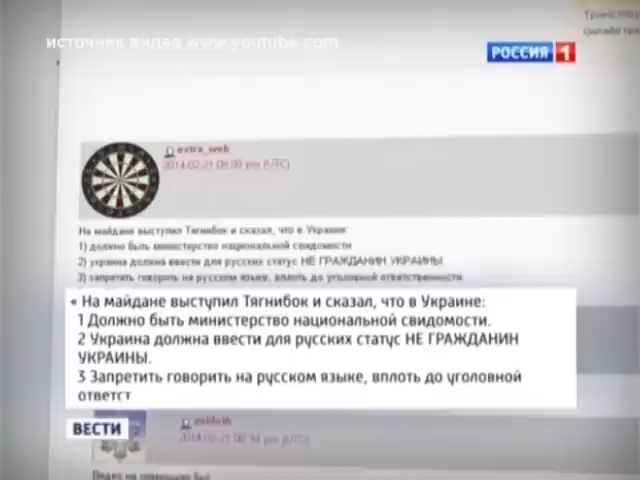 источник видео www.youtube.com
РОССИЯ 1
extra_web
2014-02-21 08:09 pm (UTC)
На майдане выступил Тягнибок и сказал, что в Украине
1) должно быть министерство национальной свидомости
2) украина должна ввести для русских статус НЕ ГРАЖДАНИН УКРАИНЫ
3) запретить говорить на русском языке, вплоть до уголовной ответственности
« На майдане выступил Тягнибок и сказал, что в Украине:
1 Должно быть министерство национальной свидомости.
2 Украина должна ввести для русских статус НЕ ГРАЖДАНИН
УКРАИНЫ.
3 Запретить говорить на русском языке, вплоть до уголовной
ответст
ВЕСТИ
2014-02-21 08:34 pm (UTC)